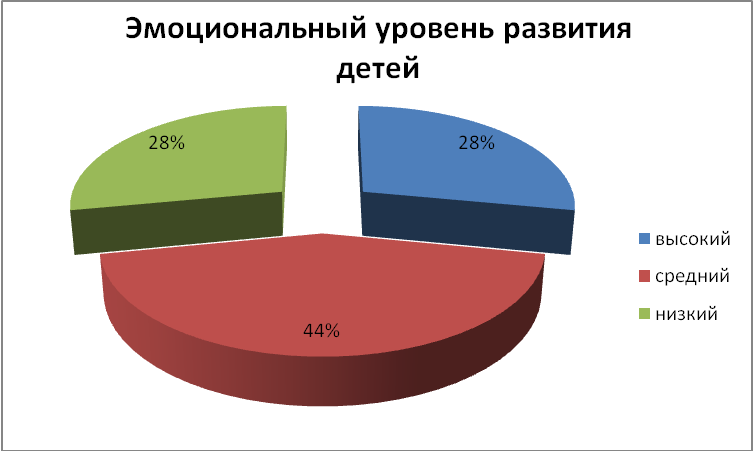 Эмоциональный уровень развития
детей
28%
28%
высокий
средний
низкий
44%